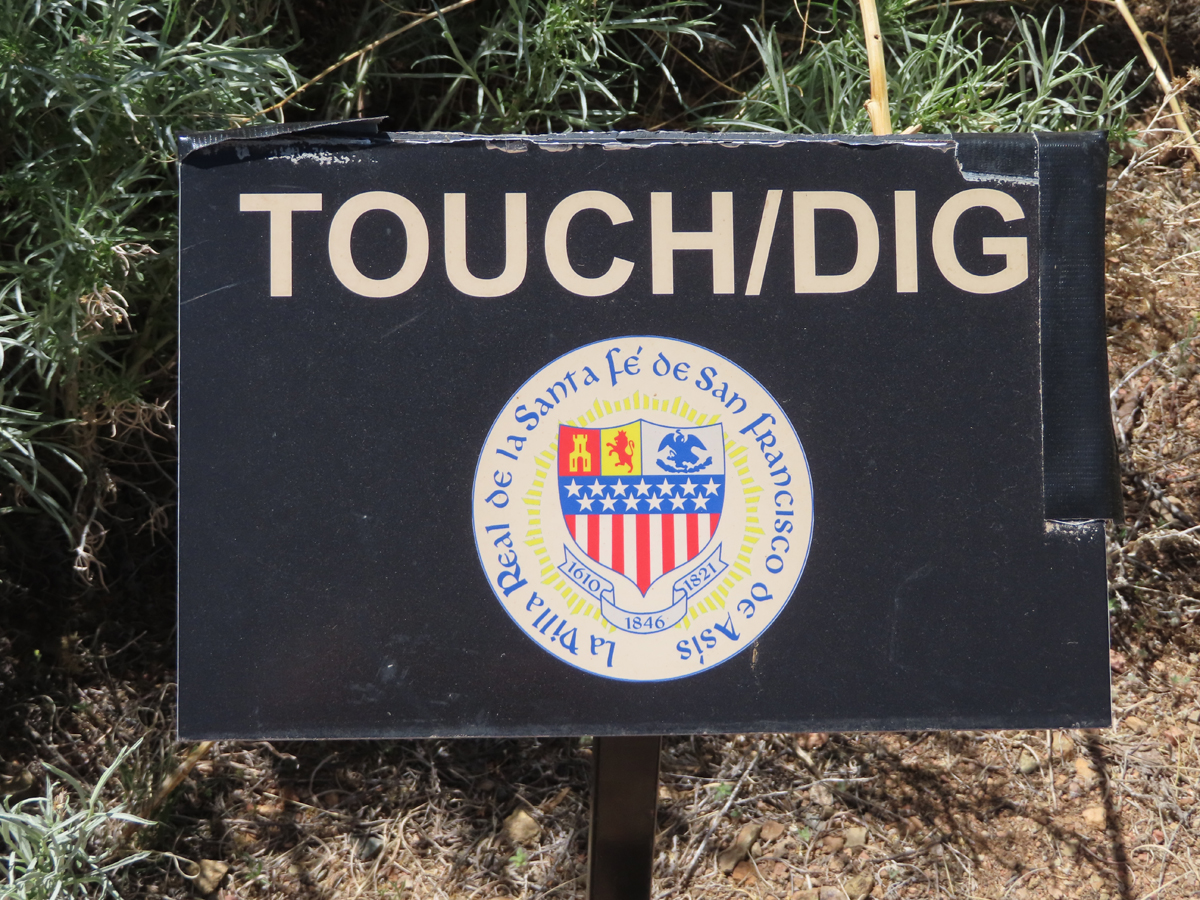 TOUCH/DIG
La Villa Real de la Santa Fé de San Francisco de Asís
1610 1821
1846